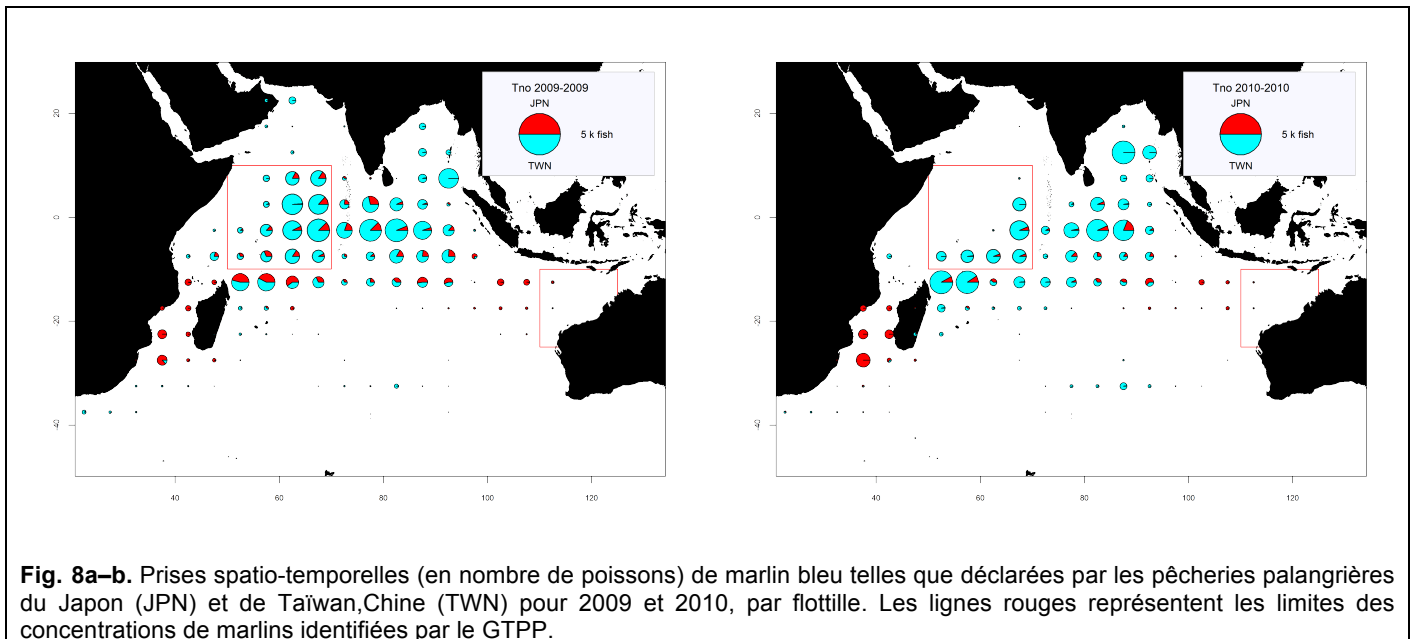 Tno 2009-2009
JPN
5 k fish
TWN
20
0
-20
-40
40
60
80
100
120
Tno 2010-2010
JPN
5 k fish
TWN
20
0
-20
-40
40
60
80
100
120
Fig. 8a–b. Prises spatio-temporelles (en nombre de poissons) de marlin bleu telles que déclarées par les pêcheries palangrières
du Japon (JPN) et de Taïwan,Chine (TWN) pour 2009 et 2010, par flottille. Les lignes rouges représentent les limites des
concentrations de marlins identifiées par le GTPP.